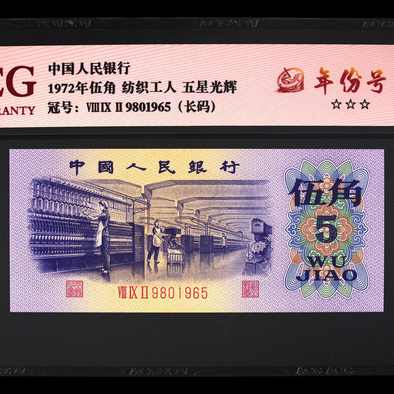 EG
RRANTY
中国人民银行
1972年伍角 纺织工人 五星光辉
冠号：ⅧⅨⅡ9801965（长码）
年份号
☆☆☆
中國人民銀行
伍角
5
WU
JIAO
ⅧⅨⅡ9801965